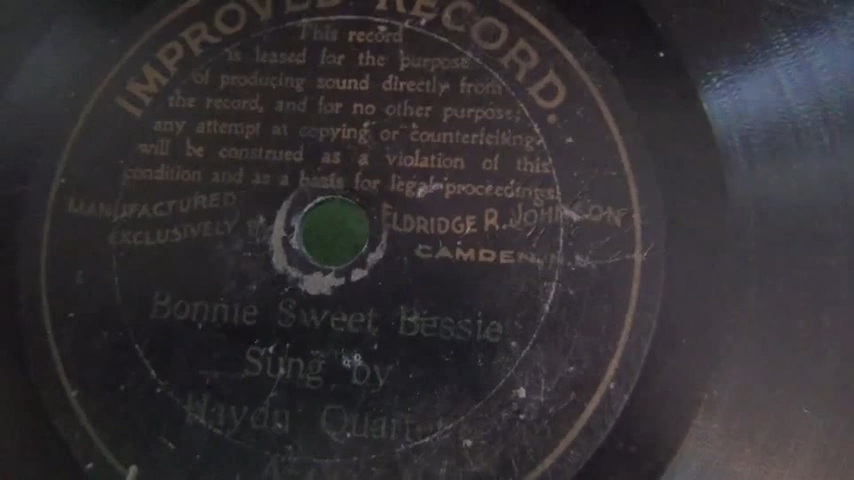 IMPROVED RECORD.
This record
is leased for the purpose
of producing sound directly from
the record, and for no other purpose;
any attempt at copying or counterfeiting
will be construed as a violation of this
condition and as a basis for legal proceedings.
MANUFACTURED
EXCLUSIVELY
ELDRIDGE R. JOHNSON
CAMDEN, N.J.
Bonnie Sweet Bessie
Sung by
Haydn Quartet